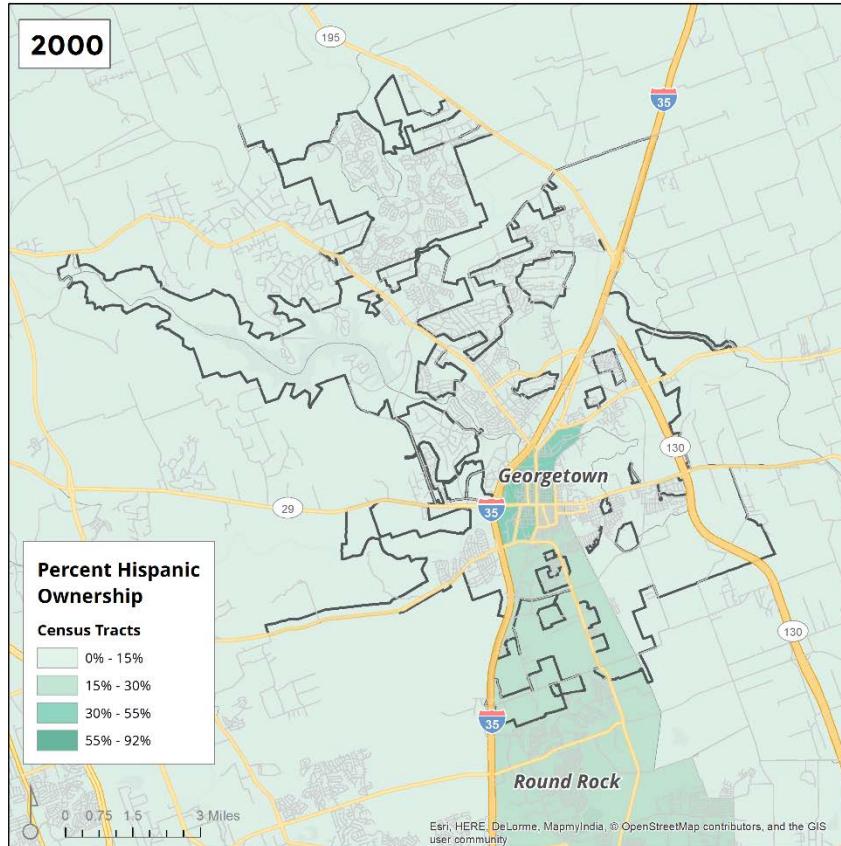 2000
195
35
Georgetown
130
29
35
Percent Hispanic
Ownership
Census Tracts
0% - 15%
15% - 30%
30% - 55%
55% - 92%
130
35
Round Rock
0 0.75 1.5 3 Miles
Esri, HERE, DeLorme, MapmyIndia, © OpenStreetMap contributors, and the GIS
user community